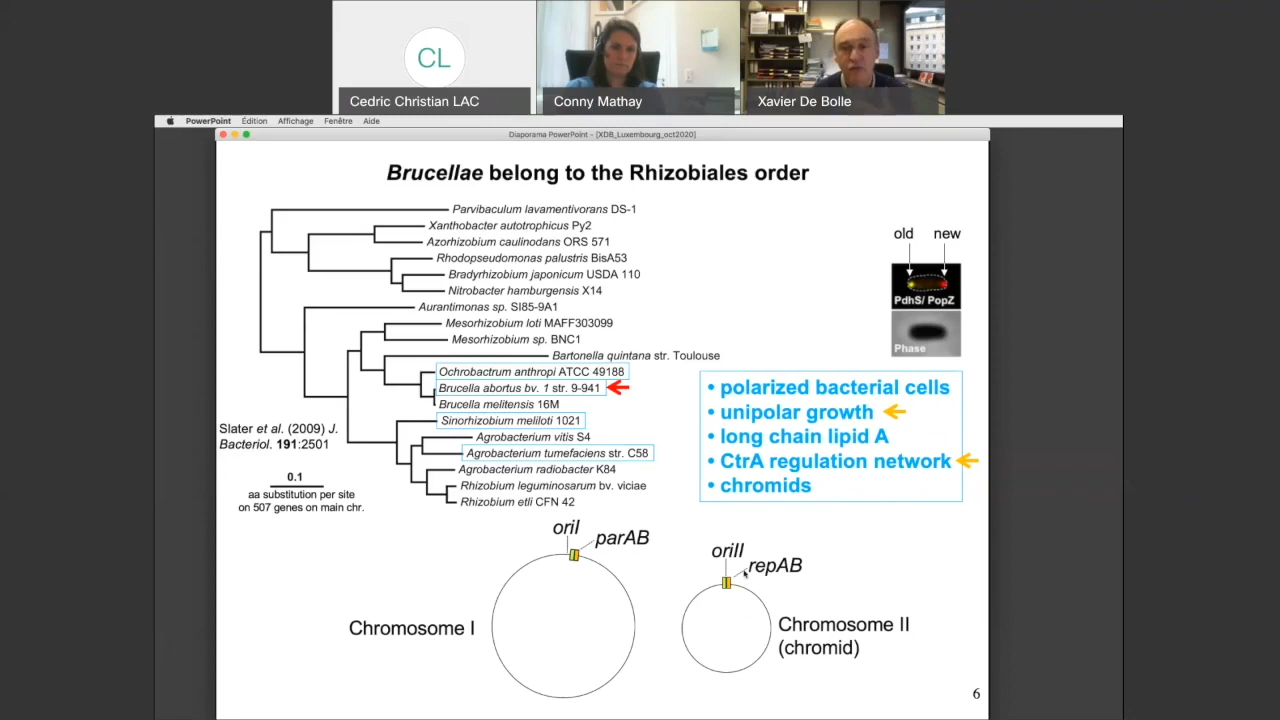 CL
Cedric Christian LAC
Conny Mathay
Xavier De Bolle
PowerPoint Édition Affichage Fenêtre Aide
Diaporama PowerPoint - [XDB_Luxembourg_oct2020]
Brucellae belong to the Rhizobiales order
Parvibaculum lavamentivorans DS-1
Xanthobacter autotrophicus Py2
Azorhizobium caulinodans ORS 571
Rhodopseudomonas palustris BisA53
Bradyrhizobium japonicum USDA 110
Nitrobacter hamburgensis X14
Aurantimonas sp. SI85-9A1
Mesorhizobium loti MAFF303099
Mesorhizobium sp. BNC1
Bartonella quintana str. Toulouse
Ochrobactrum anthropi ATCC 49188
Brucella abortus bv. 1 str. 9-941
Brucella melitensis 16M
Sinorhizobium meliloti 1021
Agrobacterium vitis S4
Agrobacterium tumefaciens str. C58
Agrobacterium radiobacter K84
Rhizobium leguminosarum bv. viciae
Rhizobium etli CFN 42
Slater et al. (2009) J.
Bacteriol. 191:2501
0.1
aa substitution per site
on 507 genes on main chr.
old new
PdhS/ PopZ
Phase
• polarized bacterial cells
• unipolar growth
• long chain lipid A
• CtrA regulation network
• chromids
oriI
parAB
Chromosome I
oriII
repAB
Chromosome II
(chromid)
6